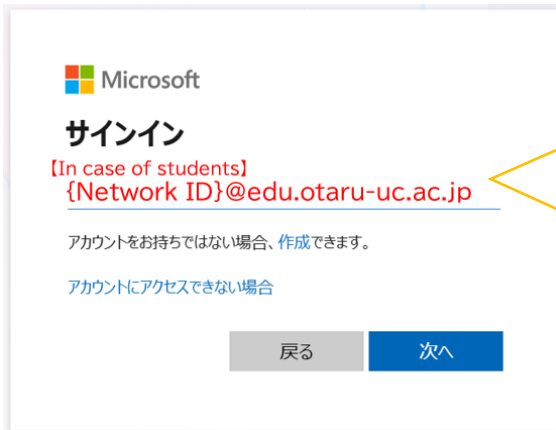 Microsoft
サインイン
【In case of students】
{Network ID}@edu.otaru-uc.ac.jp
アカウントをお持ちではない場合、作成できます。
アカウントにアクセスできない場合
戻る
次へ